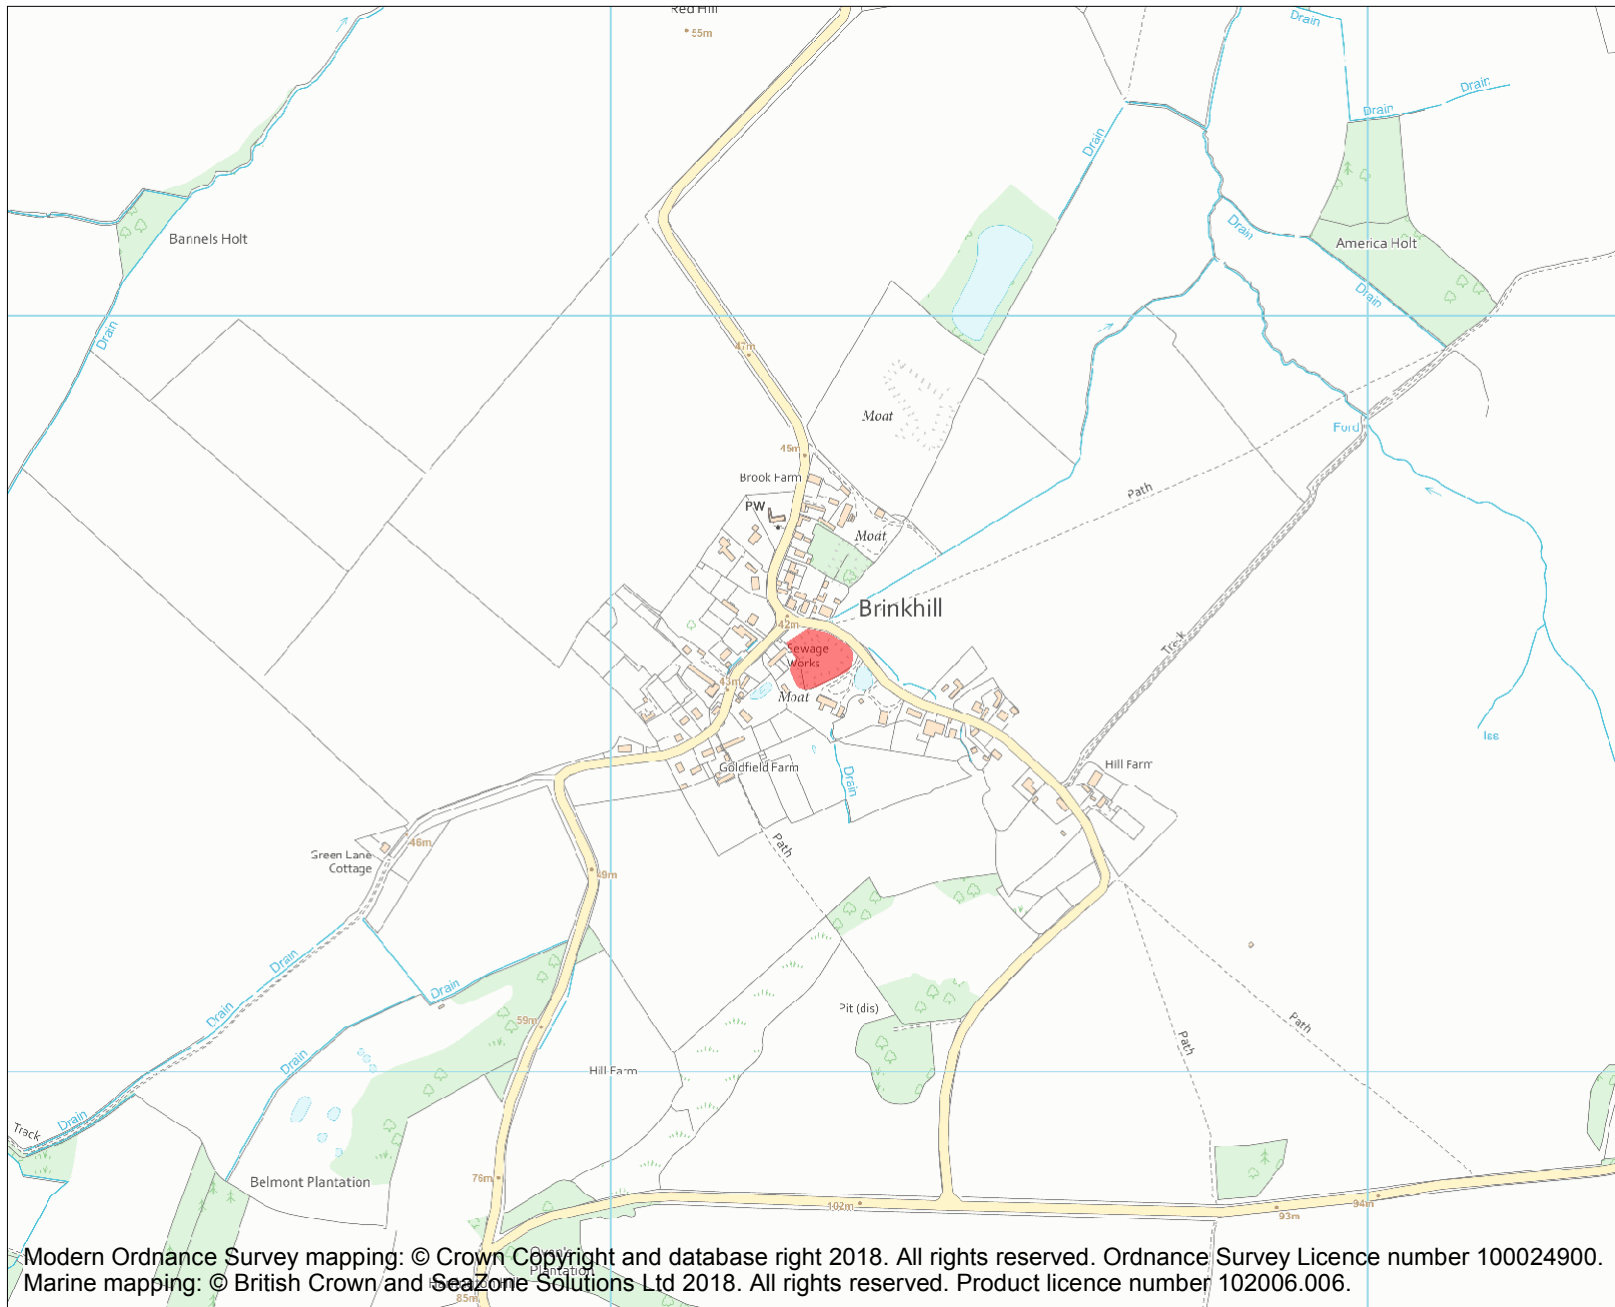 Red Hill
55m
Drain
Drain
Drain
Drain
Bannels Holt
Drain
America Holt
Drain
Drain
47m
Moat
45m
Ford
Brook Farm
Path
PW
Moat
Brinkhill
42m
Sewage
Works
Track
43m
Moat
Iss
Goldfield Farm
Drain
Hill Farm
46m
Path
Green Lane
Cottage
49m
Drain
Drain
Drain
Pit (dis)
59m
Path
Path
Drain
Hill Farm
Drain
Track
76m
Belmont Plantation
102m
94m
93m
Modern Ordnance Survey mapping: © Crown Copyright and database right 2018. All rights reserved. Ordnance Survey Licence number 100024900.
Plantation
Marine mapping: © British Crown and SeaZone Solutions Ltd 2018. All rights reserved. Product licence number 102006.006.
85m